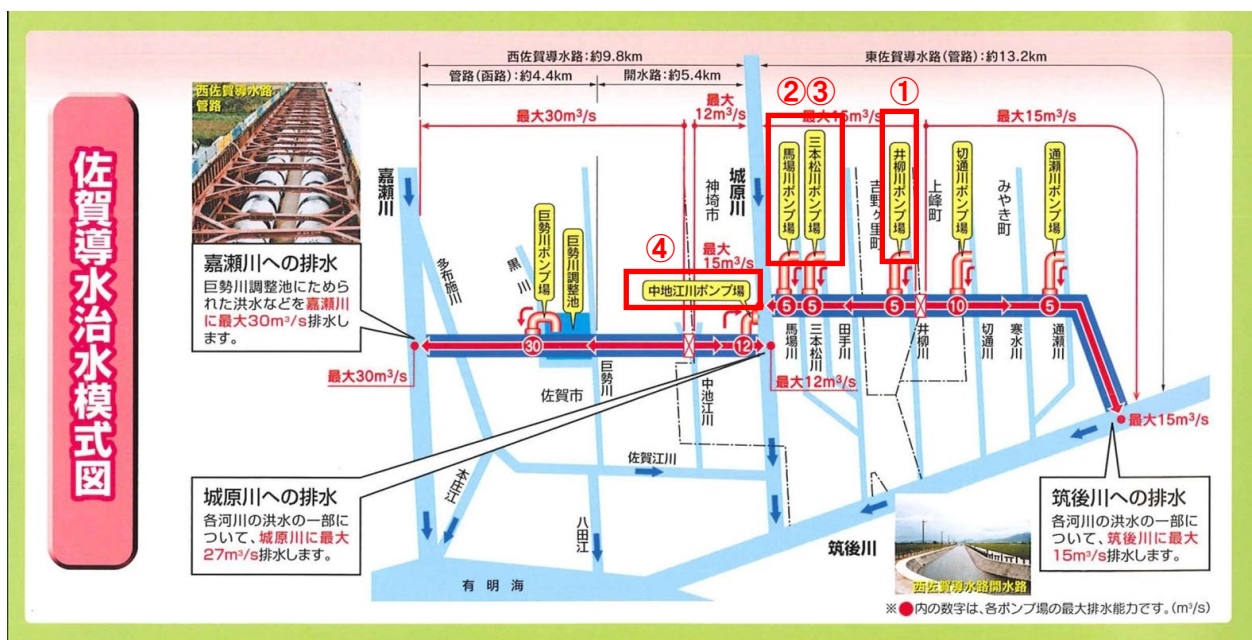 佐賀導水治水模式図
西佐賀導水路:約9.8km
東佐賀導水路(管路):約13.2km
管路(函路):約4.4km
開水路:約5.4km
最大30m³/s
最大
12m³/s
②③
①
最大15m³/s
最大15m³/s
西佐賀導水路
管路
嘉瀬川
神埼市
城原川
馬場川ポンプ場
三本松川ポンプ場
吉野ヶ里町
井柳川ポンプ場
上峰町
切通川ポンプ場
みやき町
通瀬川ポンプ場
④
最大
15m³/s
中地江川ポンプ場
多布施川
黒川
巨勢川ポンプ場
巨勢川調整池
嘉瀬川への排水
巨勢川調整池にため
られた洪水などを嘉瀬川
に最大30m³/s排水し
ます。
30
12
5
5
5
10
5
馬場川
三本松川
田手川
井柳川
切通川
寒水川
通瀬川
最大30m³/s
佐賀市
巨勢川
中池江川
最大12m³/s
最大15m³/s
佐賀江川
本庄江
八田江
城原川への排水
各河川の洪水の一部に
ついて、城原川に最大
27m³/s排水します。
筑後川
筑後川への排水
各河川の洪水の一部に
ついて、筑後川に最大
15m³/s排水します。
西佐賀導水路開水路
有明海
※●内の数字は、各ポンプ場の最大排水能力です。(m³/s)